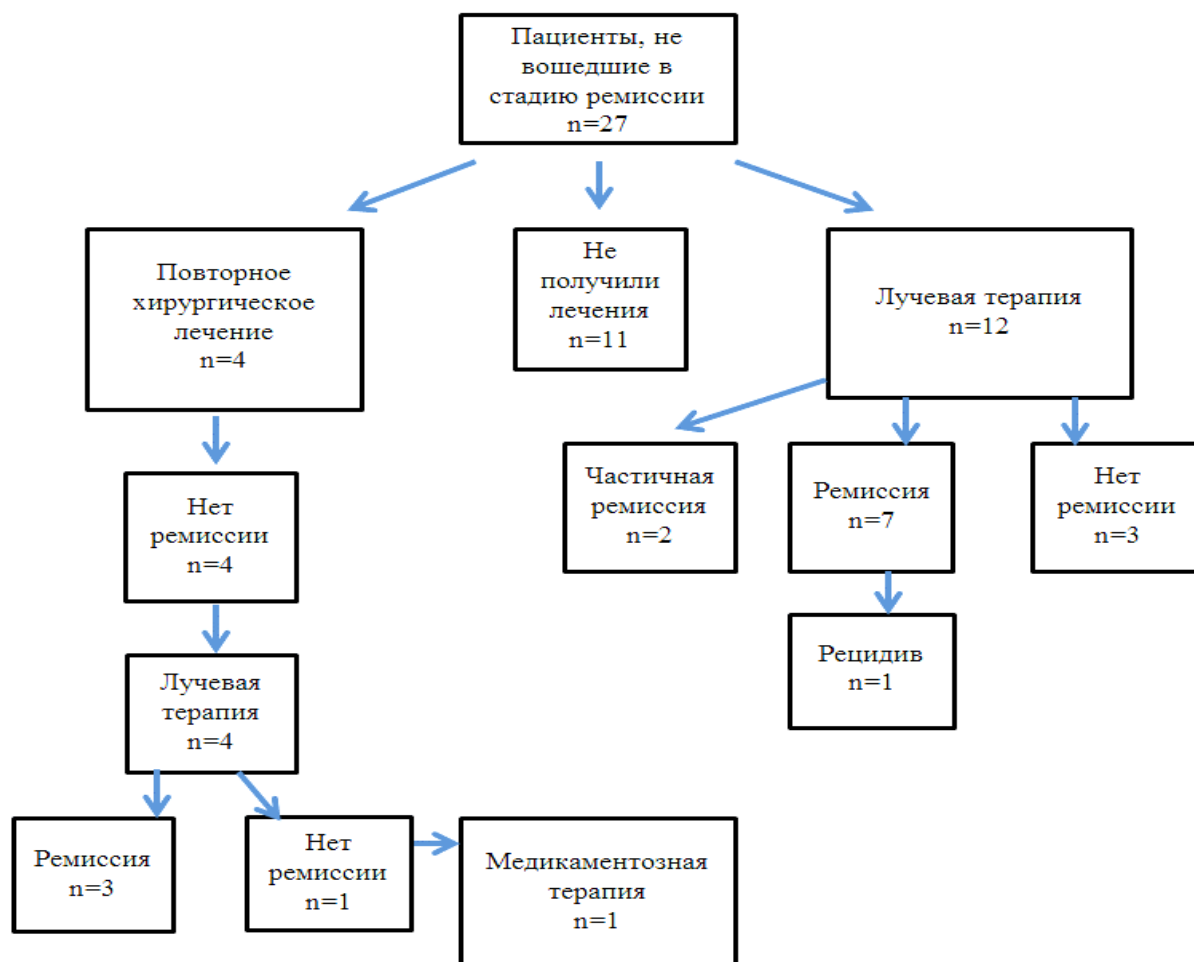 Пациенты, не
вошедшие в
стадию ремиссии
n=27
Повторное
хирургическое
лечение
n=4
Не
получили
лечения
n=11
Лучевая терапия
n=12
Нет
ремиссии
n=4
Частичная
ремиссия
n=2
Ремиссия
n=7
Нет
ремиссии
n=3
Рецидив
n=1
Лучевая
терапия
n=4
Ремиссия
n=3
Нет
ремиссии
n=1
Медикаментозная
терапия
n=1